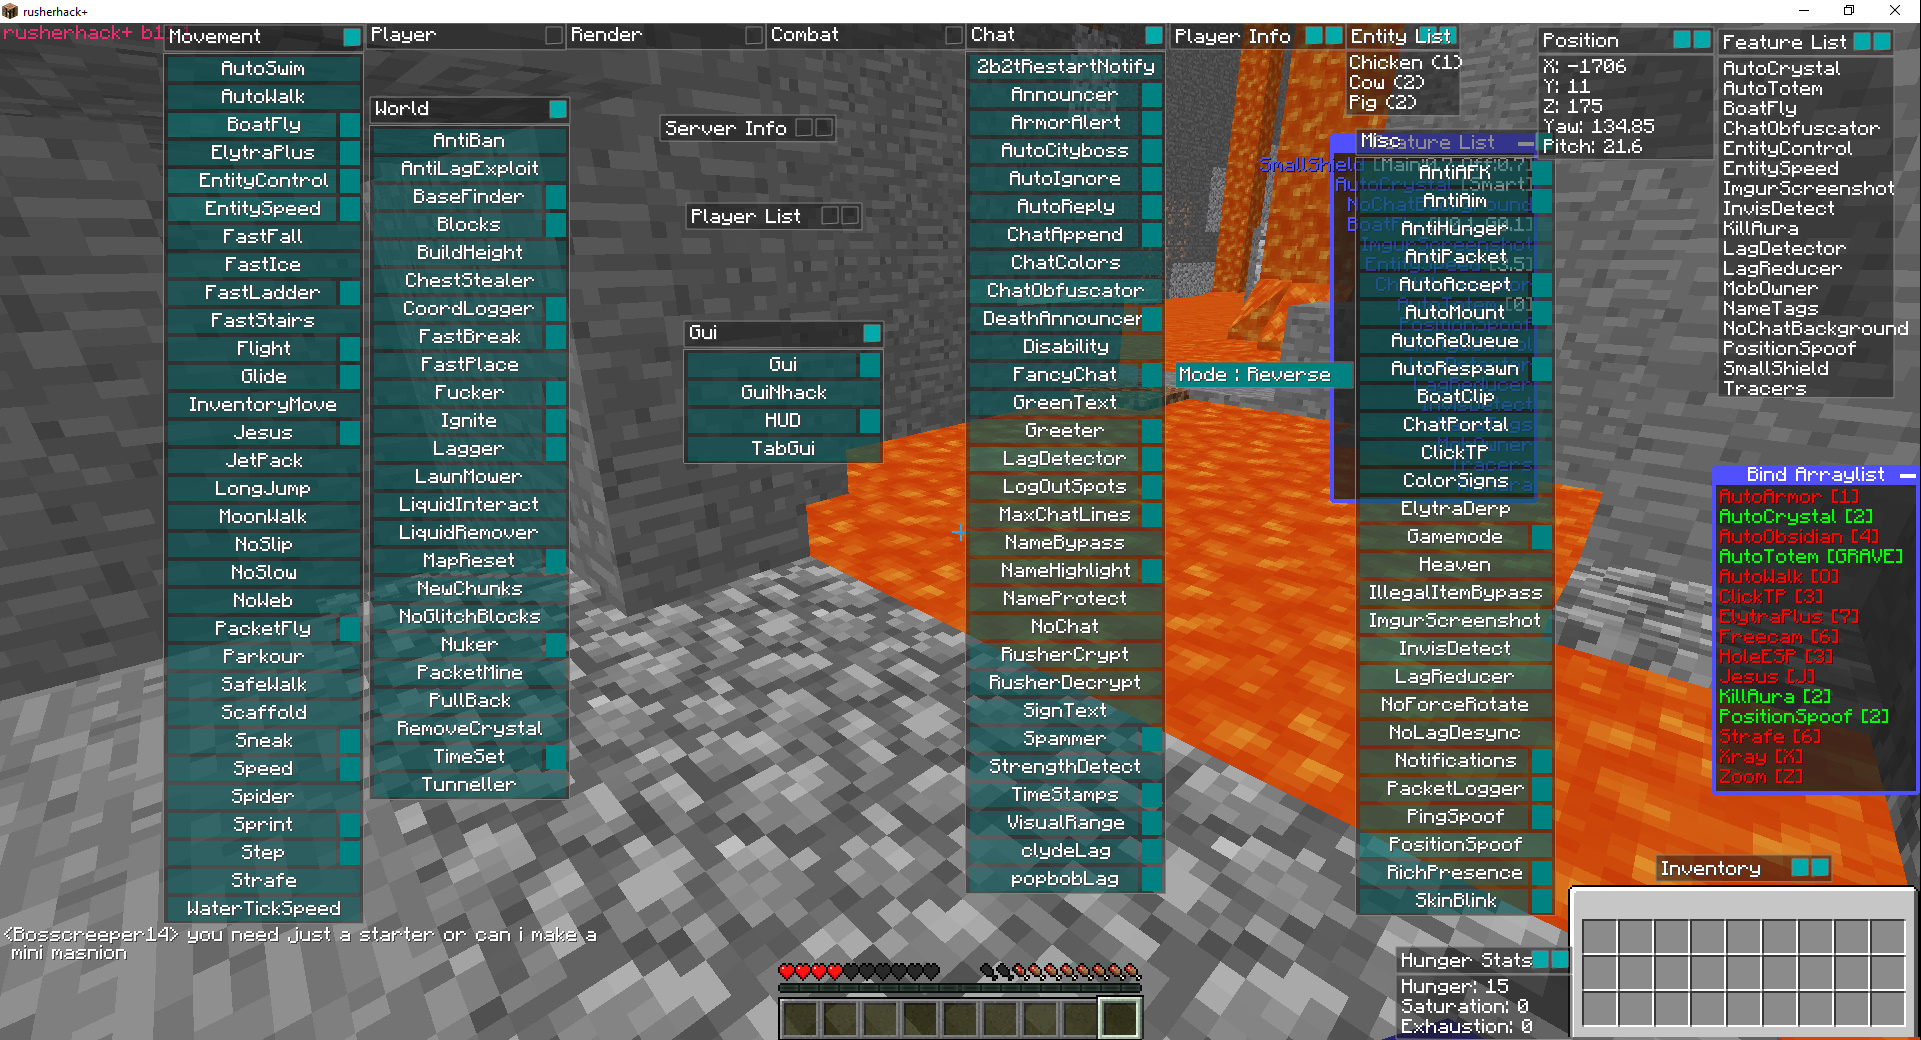 rusherhack+
rusherhack+ b1
Movement
AutoSwim
AutoWalk
BoatFly
ElytraPlus
EntityControl
EntitySpeed
FastFall
FastIce
FastLadder
FastStairs
Flight
Glide
InventoryMove
Jesus
JetPack
LongJump
MoonWalk
NoSlip
NoSlow
NoWeb
PacketFly
Parkour
SafeWalk
Scaffold
Sneak
Speed
Spider
Sprint
Step
Strafe
WaterTickSpeed
Player
World
AntiBan
AntiLagExploit
BaseFinder
Blocks
BuildHeight
ChestStealer
CoordLogger
FastBreak
FastPlace
Fucker
Ignite
Lagger
LawnMower
LiquidInteract
LiquidRemover
MapReset
NewChunks
NoGlitchBlocks
Nuker
PacketMine
PullBack
RemoveCrystal
TimeSet
Tunneller
Render
Combat
Server Info
Player List
Gui
Gui
GuiNhack
HUD
TabGui
Chat
2b2tRestartNotify
Announcer
ArmorAlert
AutoCityboss
AutoIgnore
AutoReply
ChatAppend
ChatColors
ChatObfuscator
DeathAnnouncer
Disability
FancyChat
GreenText
Greeter
LagDetector
LogOutSpots
MaxChatLines
NameBypass
NameHighlight
NameProtect
NoChat
RusherCrypt
RusherDecrypt
SignText
Spammer
StrengthDetect
TimeStamps
VisualRange
clydeLag
popbobLag
Mode : Reverse
Player Info
Entity List
Chicken (1)
Cow (2)
Pig (2)
Misc
AntiAFK
AntiAim
AntiHunger
AntiPacket
AutoAccept
AutoMount
AutoReQueue
AutoRespawn
BoatClip
ChatPortal
ClickTP
ColorSigns
ElytraDerp
Gamemode
Heaven
IllegalItemBypass
ImgurScreenshot
InvisDetect
LagReducer
NoForceRotate
NoLagDesync
Notifications
PacketLogger
PingSpoof
PositionSpoof
RichPresence
SkinBlink
Position
X: -1706
Y: 11
Z: 175
Yaw: 134.85
Pitch: 21.6
Feature List
AutoCrystal
AutoTotem
BoatFly
ChatObfuscator
EntityControl
EntitySpeed
ImgurScreenshot
InvisDetect
KillAura
LagDetector
LagReducer
MobOwner
NameTags
NoChatBackground
PositionSpoof
SmallShield
Tracers
Bind Arraylist
AutoArmor [1]
AutoCrystal [2]
AutoObsidian [4]
AutoTotem [GRAVE]
AutoWalk [O]
ClickTP [3]
ElytraPlus [7]
Freecam [6]
HoleESP [3]
Jesus [J]
KillAura [2]
PositionSpoof [2]
Strafe [6]
Xray [X]
Zoom [Z]
Inventory
Hunger Stats
Hunger: 15
Saturation: 0
Exhaustion: 0
<Bosscreeper14> you need just a starter or can i make a
mini masnion